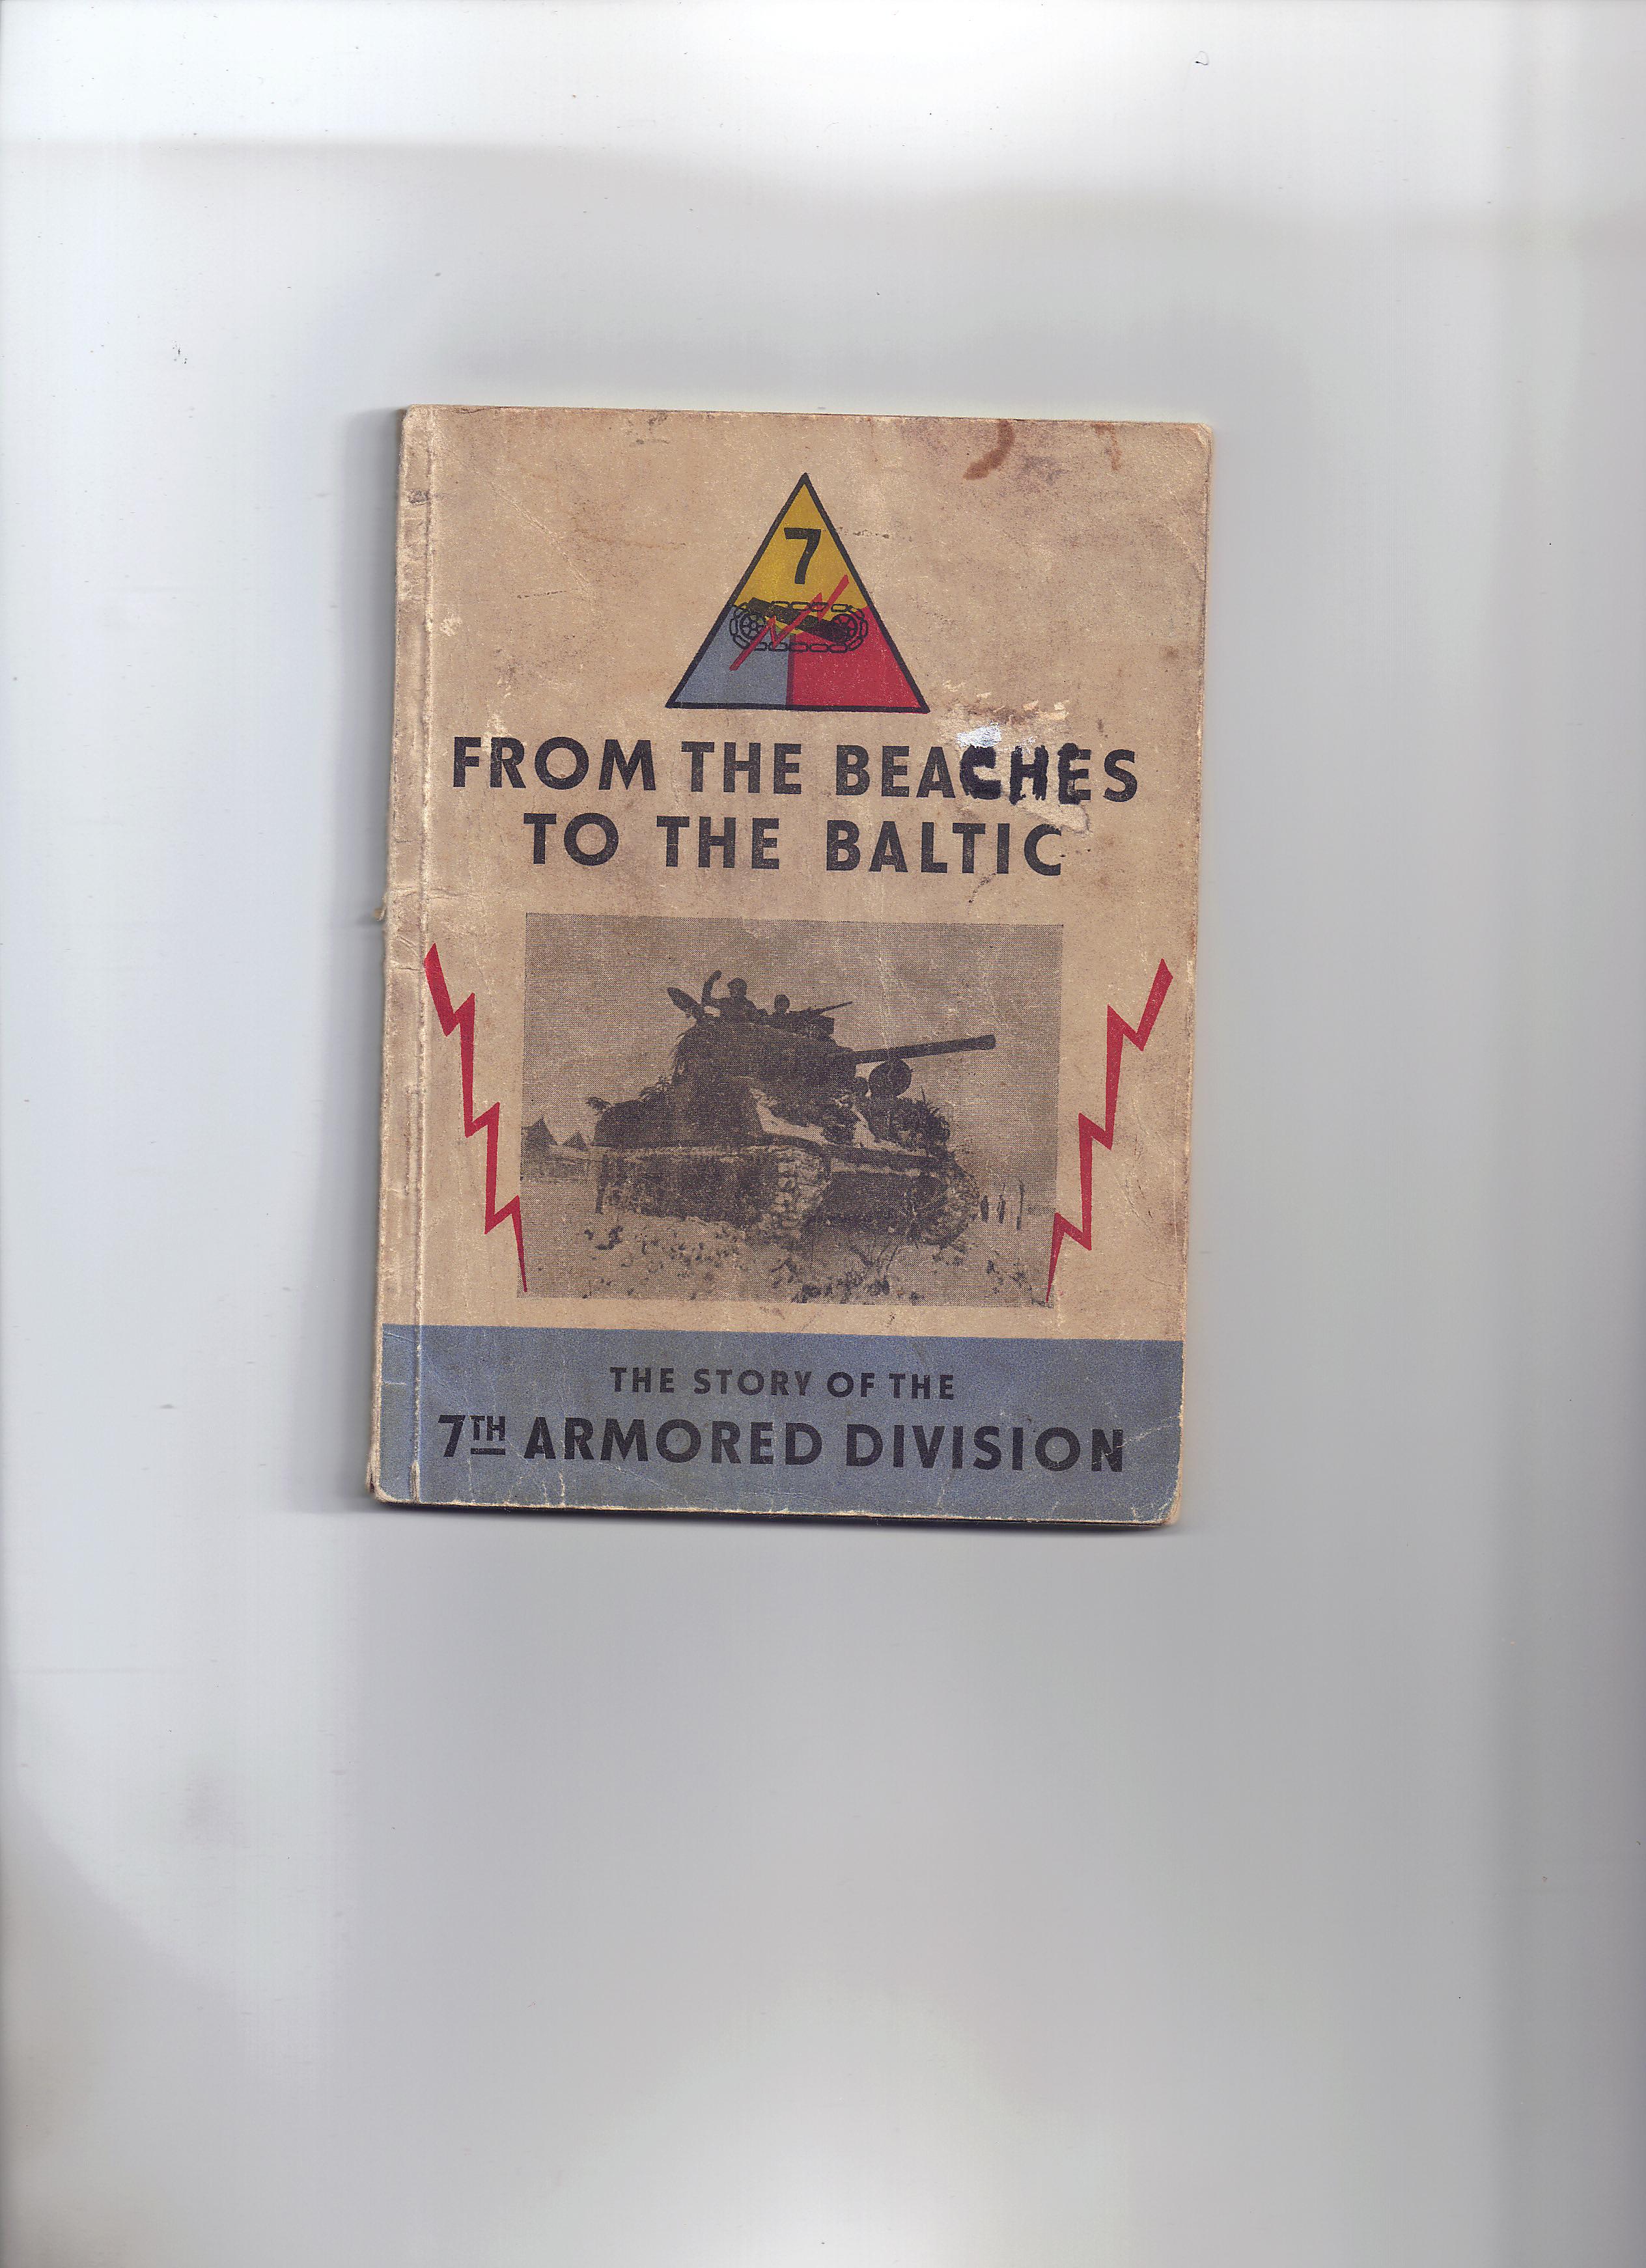 7
FROM THE BEACHES
TO THE BALTIC
THE STORY OF THE
7TH ARMORED DIVISION